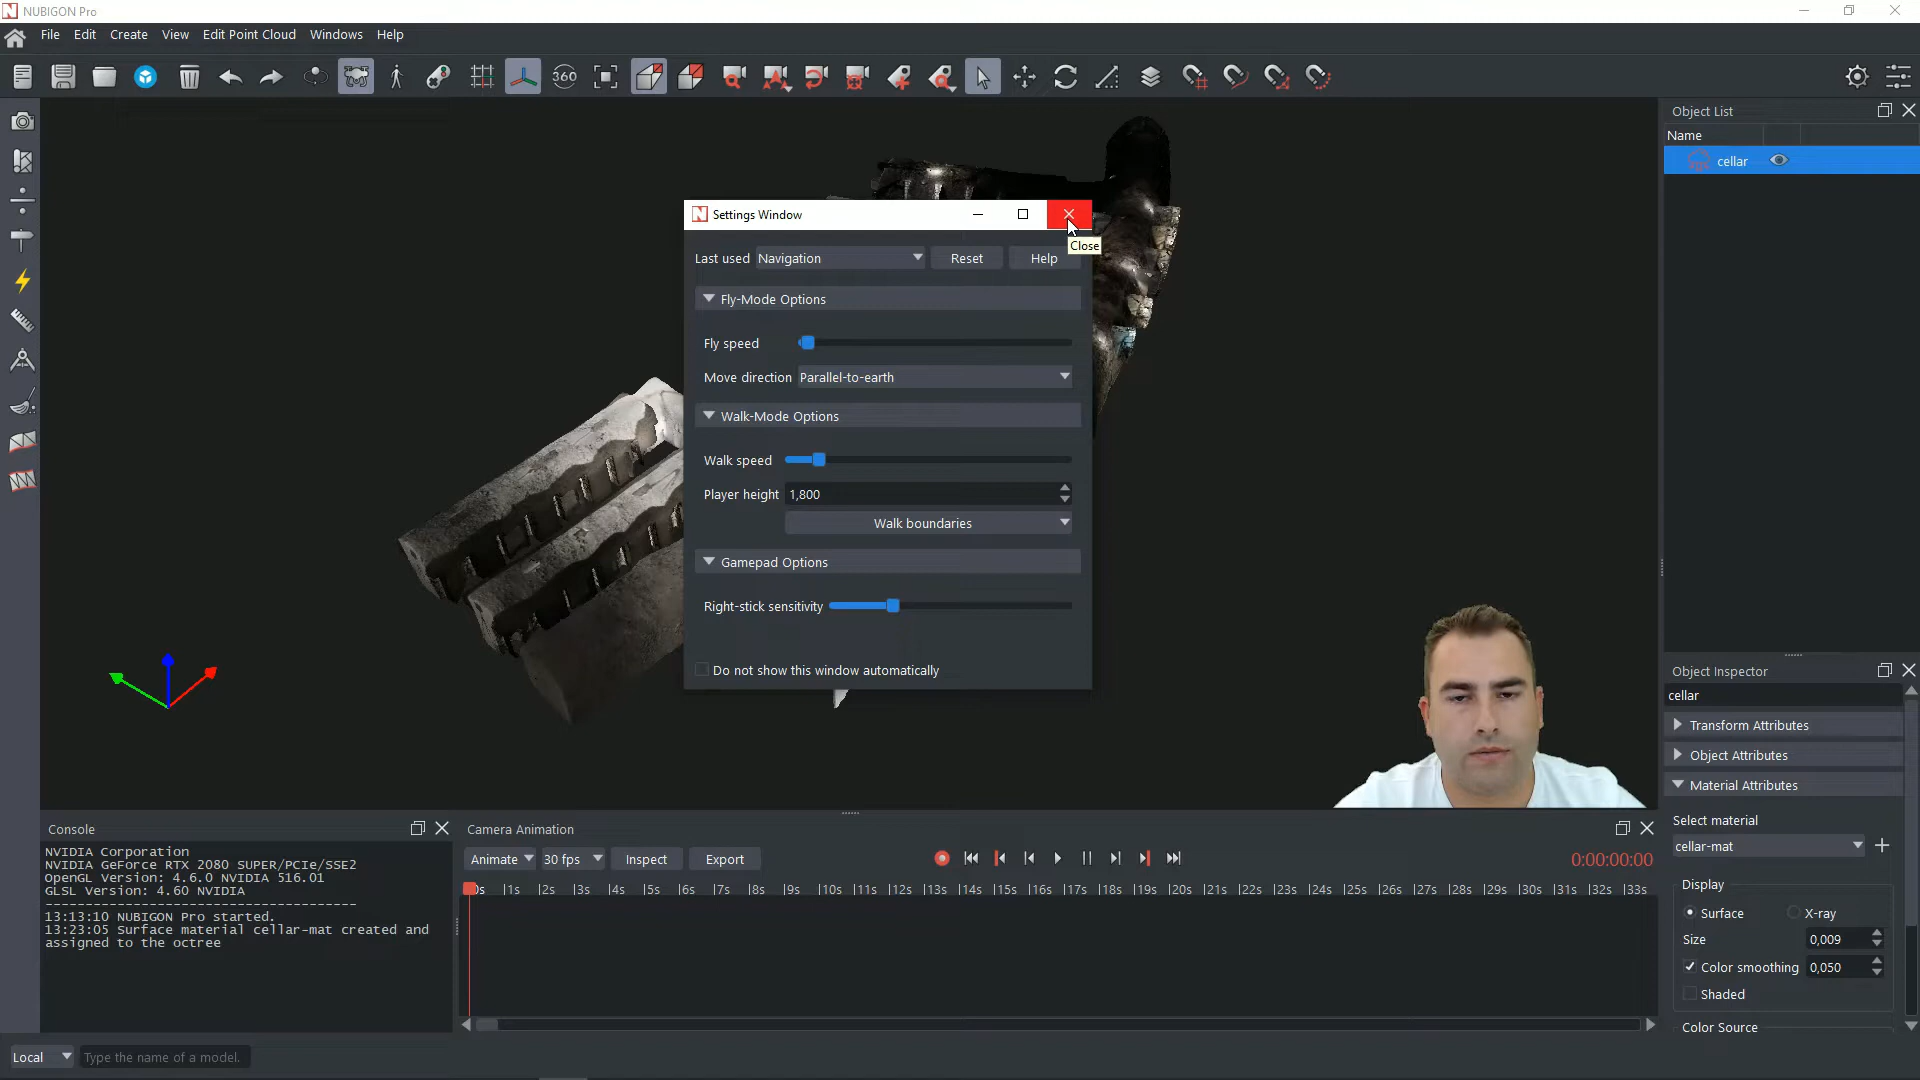 NUBIGON Pro
File Edit Create View Edit Point Cloud Windows Help
360
Object List
Name
cellar
Settings Window
Close
Last used Navigation Reset Help
Fly-Mode Options
Fly speed
Move direction Parallel-to-earth
Walk-Mode Options
Walk speed
Player height 1,800
Walk boundaries
Gamepad Options
Right-stick sensitivity
Do not show this window automatically
Object Inspector
cellar
Transform Attributes
Object Attributes
Material Attributes
Select material
cellar-mat
Display
Surface X-ray
Size 0,009
Color smoothing 0,050
Shaded
Color Source
Console
NVIDIA Corporation
NVIDIA GeForce RTX 2080 SUPER/PCIe/SSE2
OpenGL Version: 4.6.0 NVIDIA 516.01
GLSL Version: 4.60 NVIDIA
----------------------------------------
13:13:10 NUBIGON Pro started.
13:23:05 Surface material cellar-mat created and
assigned to the octree
Camera Animation
Animate 30 fps Inspect Export
0:00:00:00
0s |1s |2s |3s |4s |5s |6s |7s |8s |9s |10s |11s |12s |13s |14s |15s |16s |17s |18s |19s |20s |21s |22s |23s |24s |25s |26s |27s |28s |29s |30s |31s |32s |33s
Local Type the name of a model.